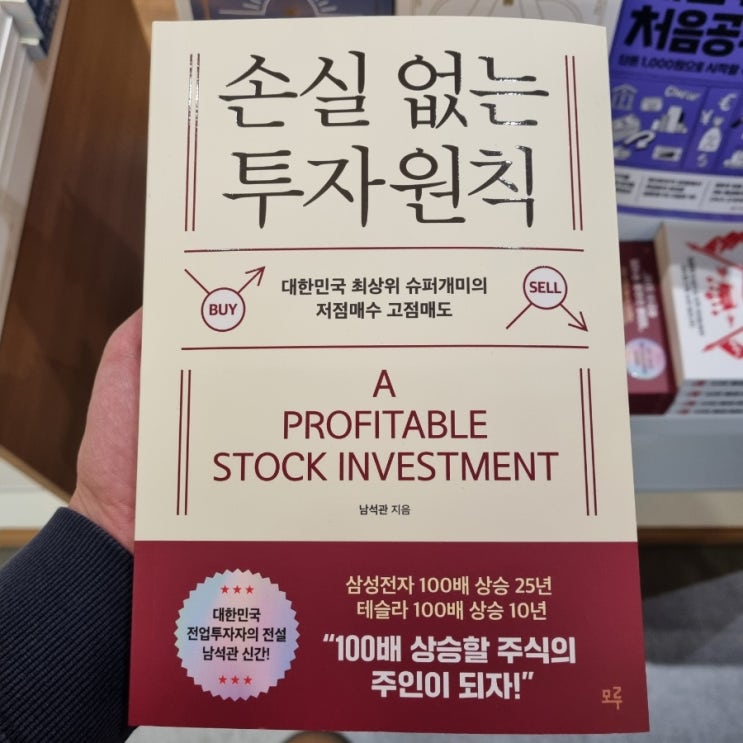 손실 없는
투자원칙
BUY
대한민국 최상위 슈퍼개미의
저점매수 고점매도
SELL
A
PROFITABLE
STOCK INVESTMENT
남석관 지음
★★★
대한민국
전업투자자의 전설
남석관 신간!
★★★
삼성전자 100배 상승 25년
테슬라 100배 상승 10년
“100배 상승할 주식의
주인이 되자!”
모루
처음공